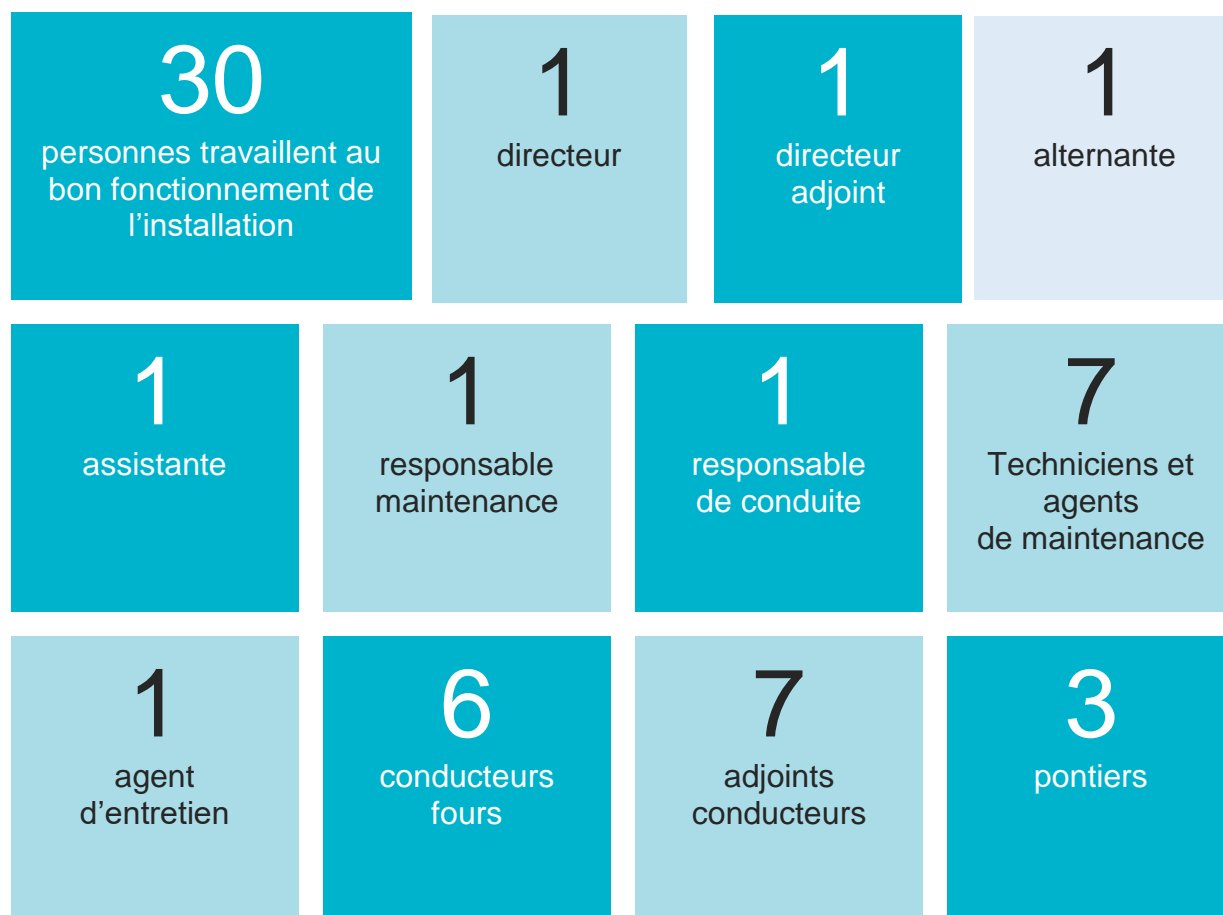 30
personnes travaillent au
bon fonctionnement de
l’installation
1
directeur
1
directeur
adjoint
1
alternante
1
assistante
1
responsable
maintenance
1
responsable
de conduite
7
Techniciens et
agents
de maintenance
1
agent
d’entretien
6
conducteurs
fours
7
adjoints
conducteurs
3
pontiers